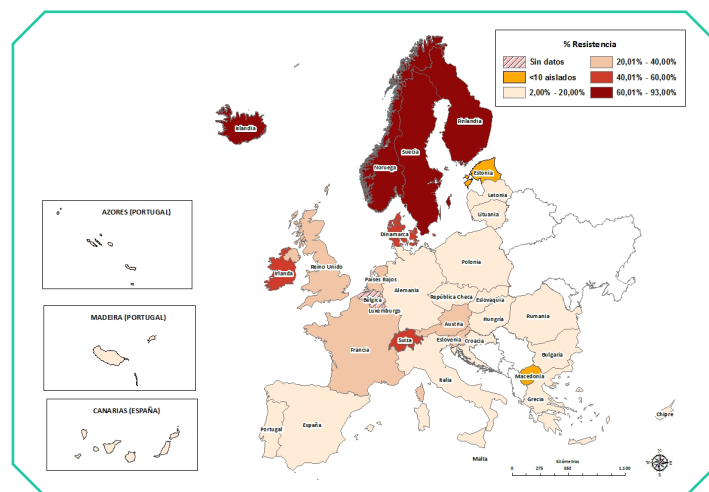 % Resistencia
Sin datos
20,01% - 40,00%
<10 aislados
40,01% - 60,00%
2,00% - 20,00%
60,01% - 93,00%
Islandia
Finlandia
Suecia
Noruega
Estonia
Letonia
Lituania
AZORES (PORTUGAL)
Dinamarca
Irlanda
Reino Unido
Polonia
Paises Bajos
Alemania
Bélgica
República Checa
Eslovaquia
Luxemburgo
MADEIRA (PORTUGAL)
Hungría
Rumania
Austria
Suiza
Eslovenia
Croacia
Francia
Bulgaria
Macedonia
Italia
Grecia
CANARIAS (ESPAÑA)
Chipre
España
Portugal
Malta
Kilómetros
0
275
550
1.100